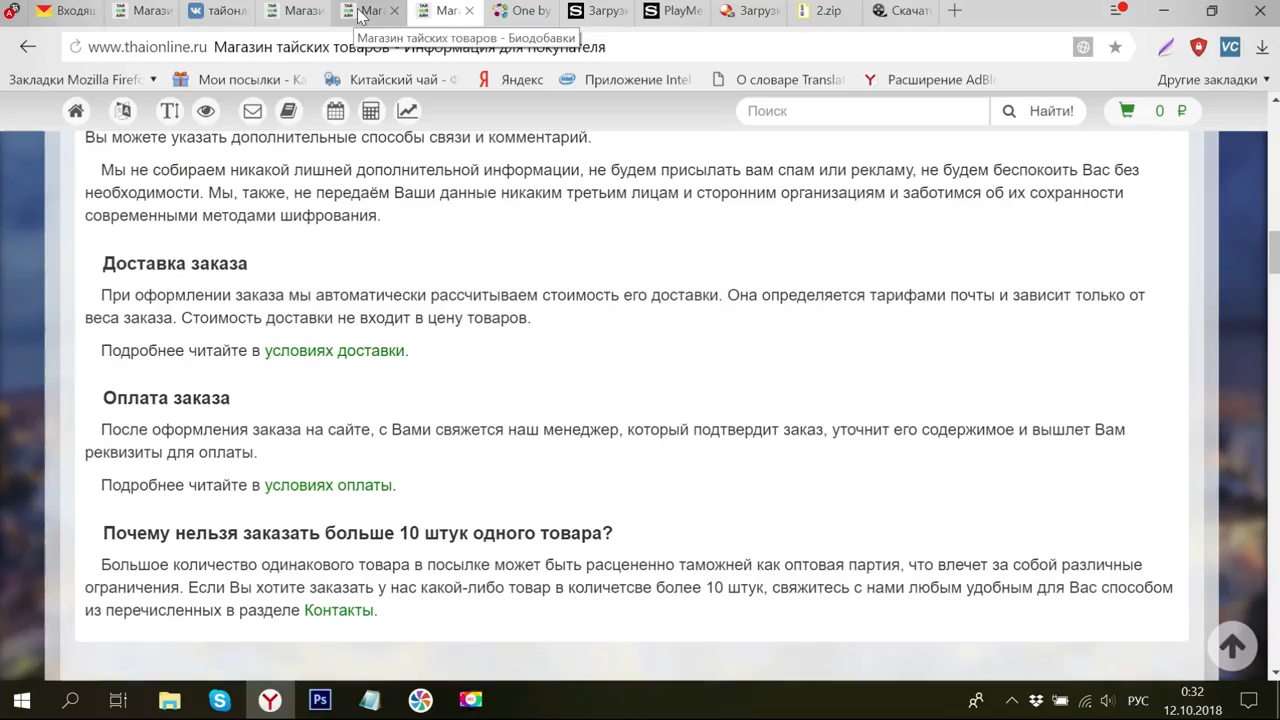 Входящ
Магази
тайонл
Магази
Мага
Маг
One by
Загруз
PlayMe
Загруз
2.zip
Скачат
Магазин тайских товаров - Биодобавки
www.thaionline.ru Магазин тайских товаров - Информация для покупателя
VC
Закладки Mozilla Firef
Мои посылки - Ка
Китайский чай - Ф
Яндекс
Приложение Intel
О словаре Translat
Расширение AdBl
Другие закладки
Поиск
Найти!
0 ₽
Вы можете указать дополнительные способы связи и комментарий.
Мы не собираем никакой лишней дополнительной информации, не будем присылать вам спам или рекламу, не будем беспокоить Вас без
необходимости. Мы, также, не передаём Ваши данные никаким третьим лицам и сторонним организациям и заботимся об их сохранности
современными методами шифрования.
Доставка заказа
При оформлении заказа мы автоматически рассчитываем стоимость его доставки. Она определяется тарифами почты и зависит только от
веса заказа. Стоимость доставки не входит в цену товаров.
Подробнее читайте в условиях доставки.
Оплата заказа
После оформления заказа на сайте, с Вами свяжется наш менеджер, который подтвердит заказ, уточнит его содержимое и вышлет Вам
реквизиты для оплаты.
Подробнее читайте в условиях оплаты.
Почему нельзя заказать больше 10 штук одного товара?
Большое количество одинакового товара в посылке может быть расцененно таможней как оптовая партия, что влечет за собой различные
ограничения. Если Вы хотите заказать у нас какой-либо товар в количетсве более 10 штук, свяжитесь с нами любым удобным для Вас способом
из перечисленных в разделе Контакты.
РУС
0:32
12.10.2018